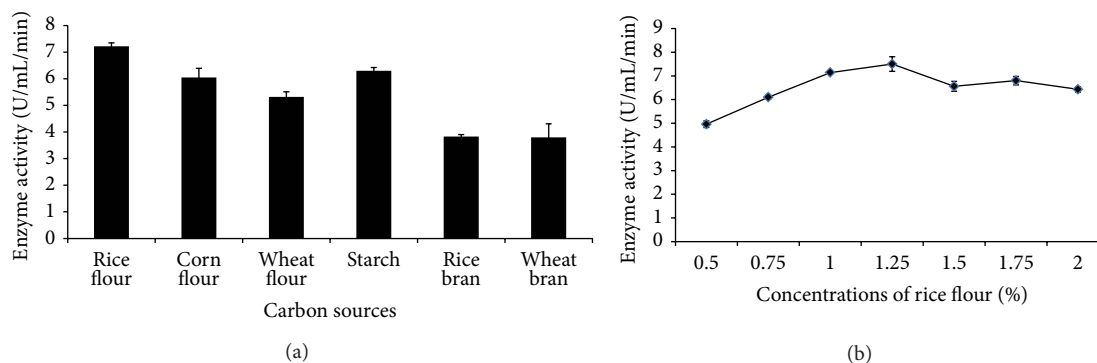 Enzyme activity (U/mL/min)
8
7
6
5
4
3
2
1
0
Rice flour
Corn flour
Wheat flour
Starch
Rice bran
Wheat bran
Carbon sources
(a)
Enzyme activity (U/mL/min)
9
8
7
6
5
4
3
2
1
0
0.5 0.75 1 1.25 1.5 1.75 2
Concentrations of rice flour (%)
(b)